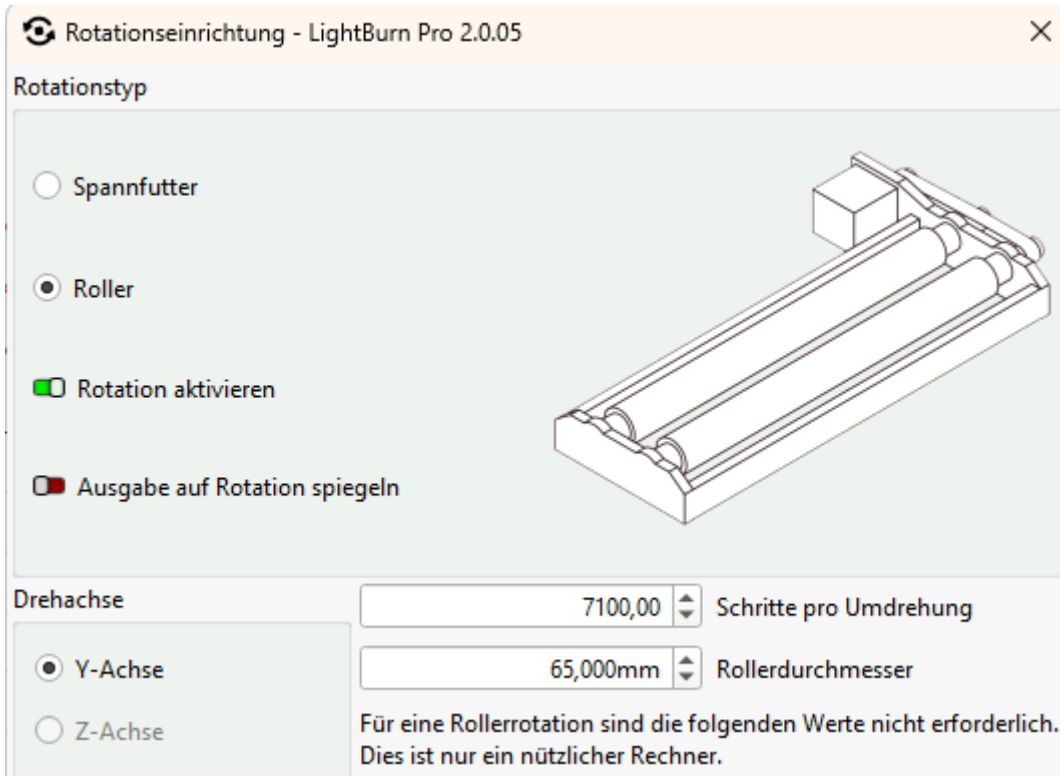 Rotationseinrichtung - LightBurn Pro 2.0.05
Rotationstyp
Spannfutter
Roller
Rotation aktivieren
Ausgabe auf Rotation spiegeln
Drehachse
7100,00 Schritte pro Umdrehung
Y-Achse
65,000mm Rollerdurchmesser
Z-Achse
Für eine Rollerrotation sind die folgenden Werte nicht erforderlich.
Dies ist nur ein nützlicher Rechner.